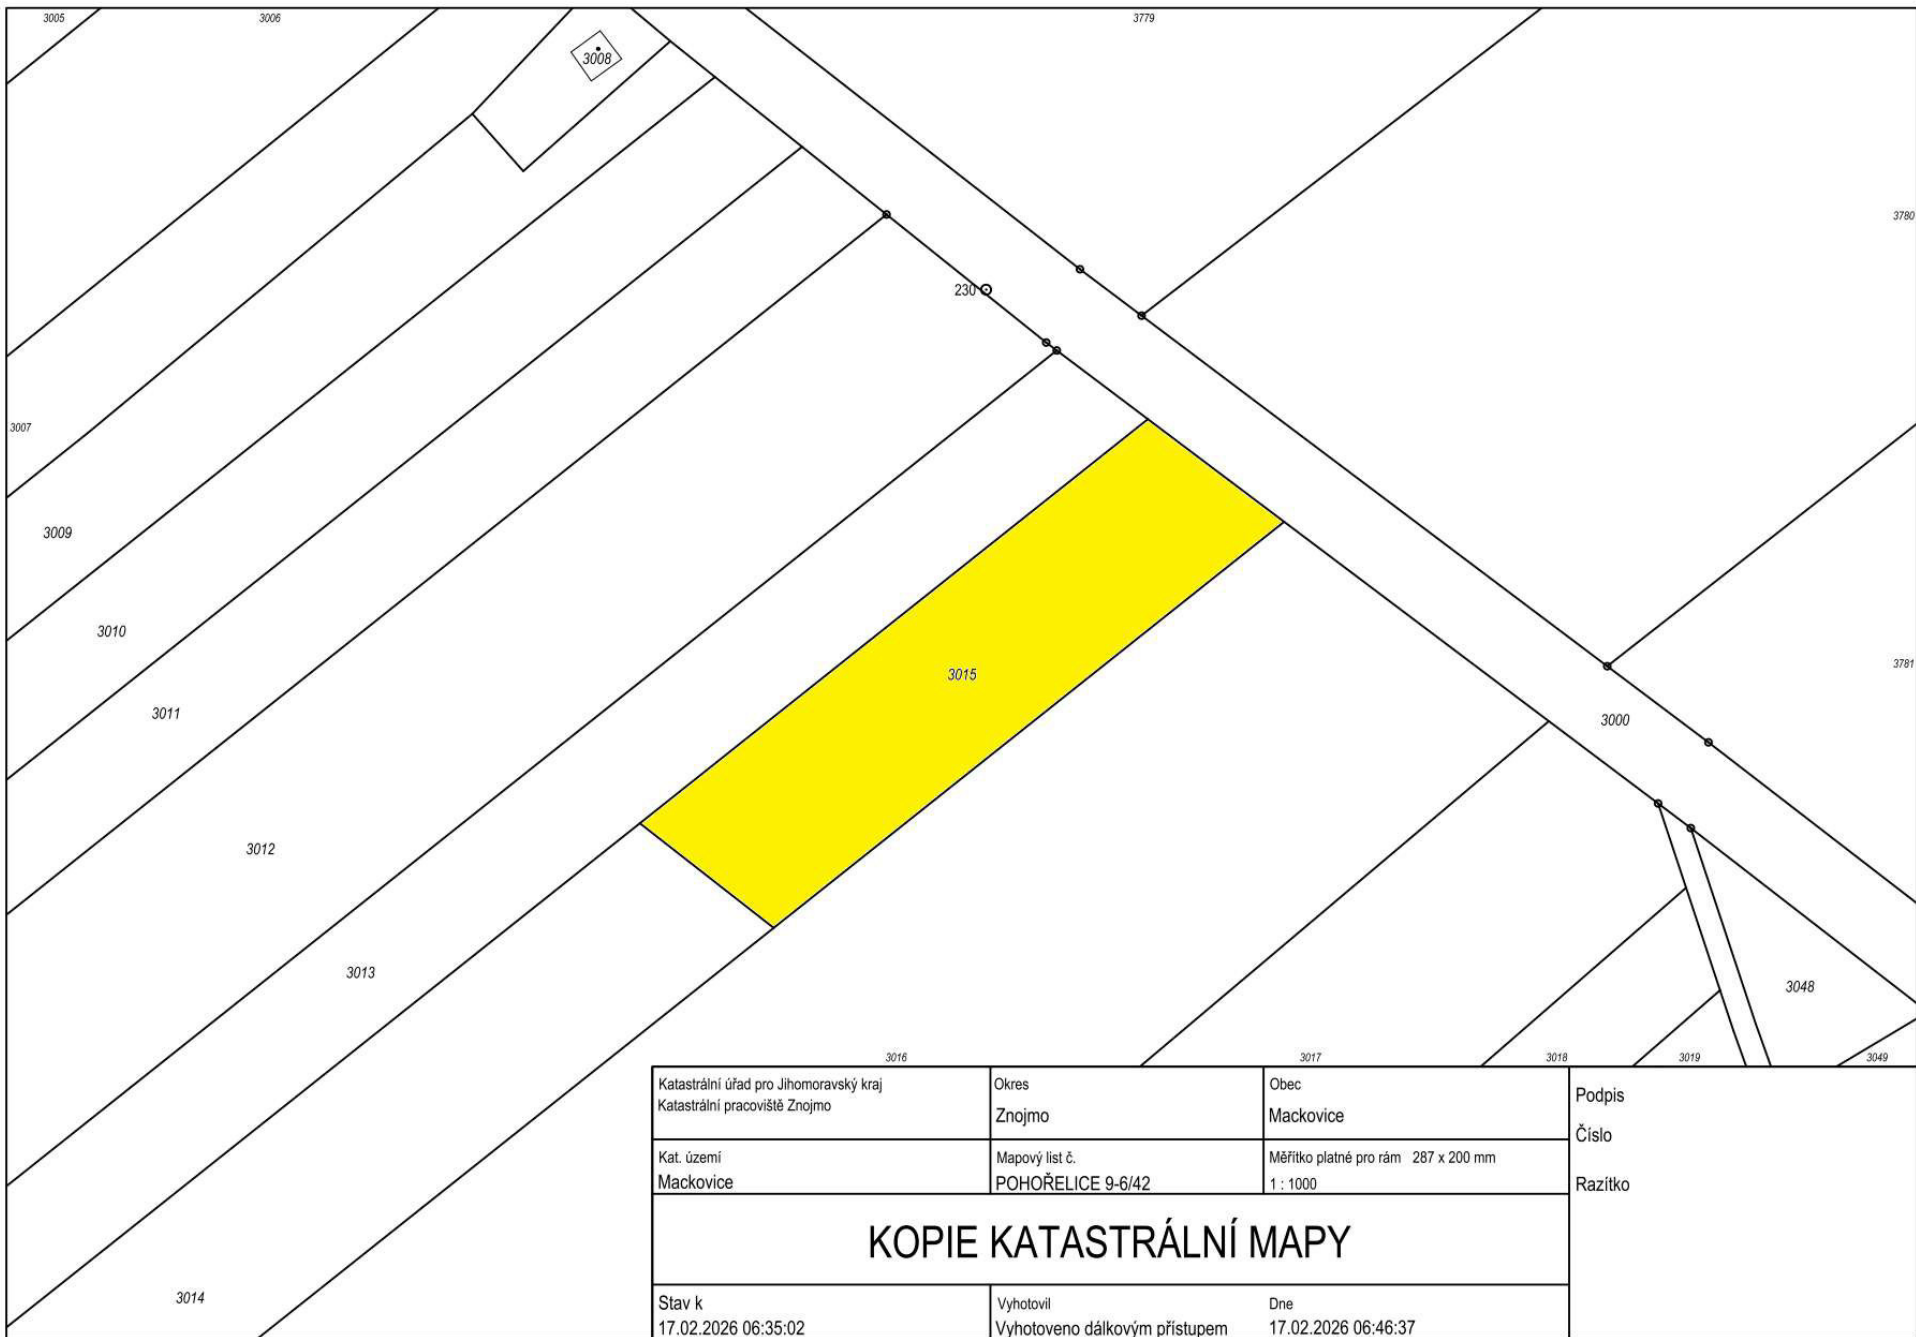 3005
3006
3779
3008
3780
230
3007
3009
3010
3015
3781
3011
3000
3012
3013
3048
3016
3017
3018
3019
3049
3014
Katastrální úřad pro Jihomoravský kraj
Katastrální pracoviště Znojmo
Okres
Znojmo
Obec
Mackovice
Kat. území
Mackovice
Mapový list č.
POHOŘELICE 9-6/42
Měřítko platné pro rám 287 x 200 mm
1 : 1000
Podpis
Číslo
Razítko
KOPIE KATASTRÁLNÍ MAPY
Stav k
17.02.2026 06:35:02
Vyhotovil
Vyhotoveno dálkovým přístupem
Dne
17.02.2026 06:46:37